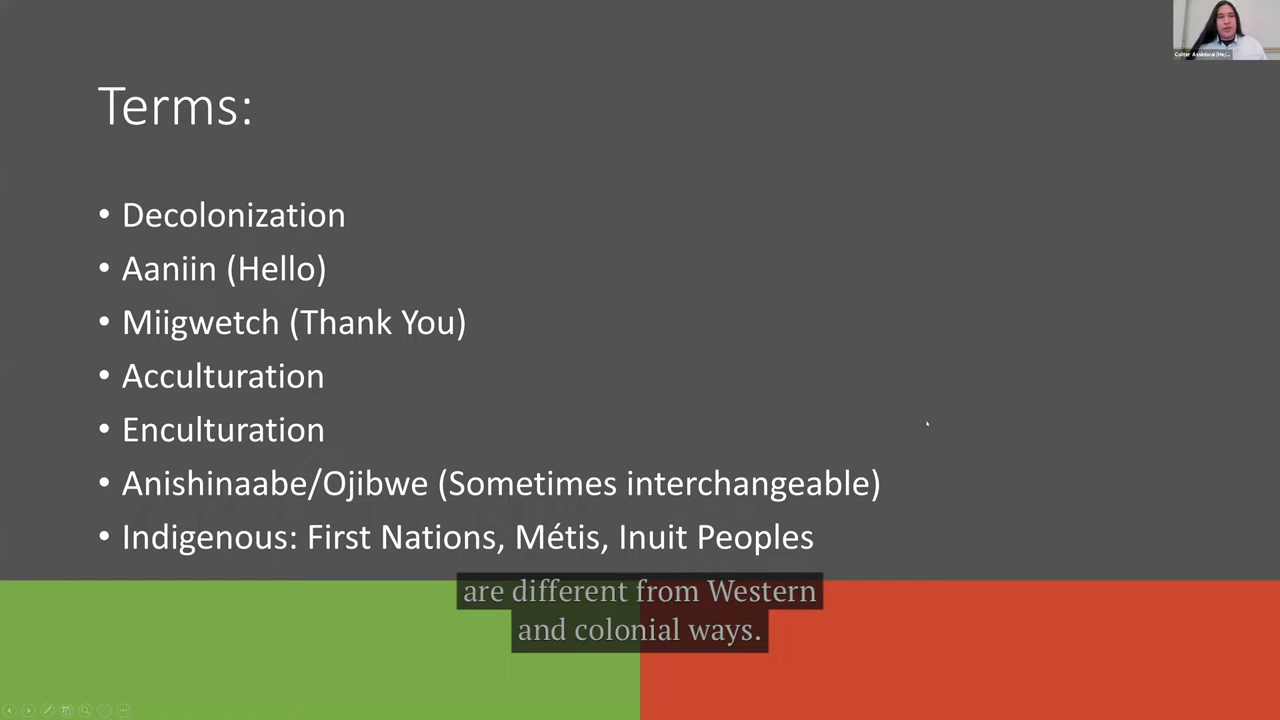 Terms:
• Decolonization
• Aaniin (Hello)
• Miigwetch (Thank You)
• Acculturation
• Enculturation
• Anishinaabe/Ojibwe (Sometimes interchangeable)
• Indigenous: First Nations, Métis, Inuit Peoples
are different from Western
and colonial ways.